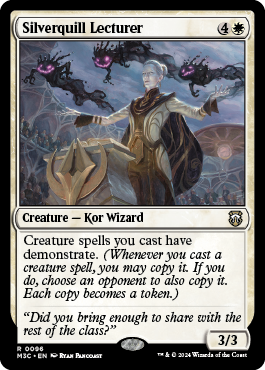 Silverquill Lecturer 4
Creature — Kor Wizard
Creature spells you cast have
demonstrate. (Whenever you cast a
creature spell, you may copy it. If you
do, choose an opponent to also copy it.
Each copy becomes a token.)
“Did you bring enough to share with the
rest of the class?”
3/3
R 0096
M3C • EN Ryan Pancoast
™ & © 2024 Wizards of the Coast